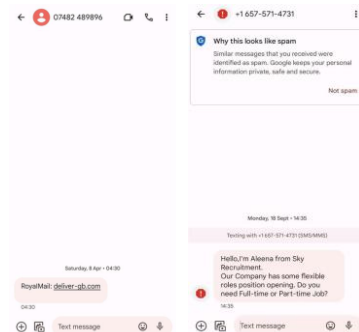 07482 489896
Saturday, 8 Apr • 04:30
RoyalMail: deliver-gb.com
04:30
Text message
+1 657-571-4731
Why this looks like spam
Similar messages that you received were
identified as spam. Google keeps your personal
information private, safe and secure.
Not spam
Monday, 18 Sept • 14:35
Texting with +1 657-571-4731 (SMS/MMS)
Hello,I'm Aleena from Sky
Recruitment.
Our Company has some flexible
roles position opening. Do you
need Full-time or Part-time Job?
14:35
Text message